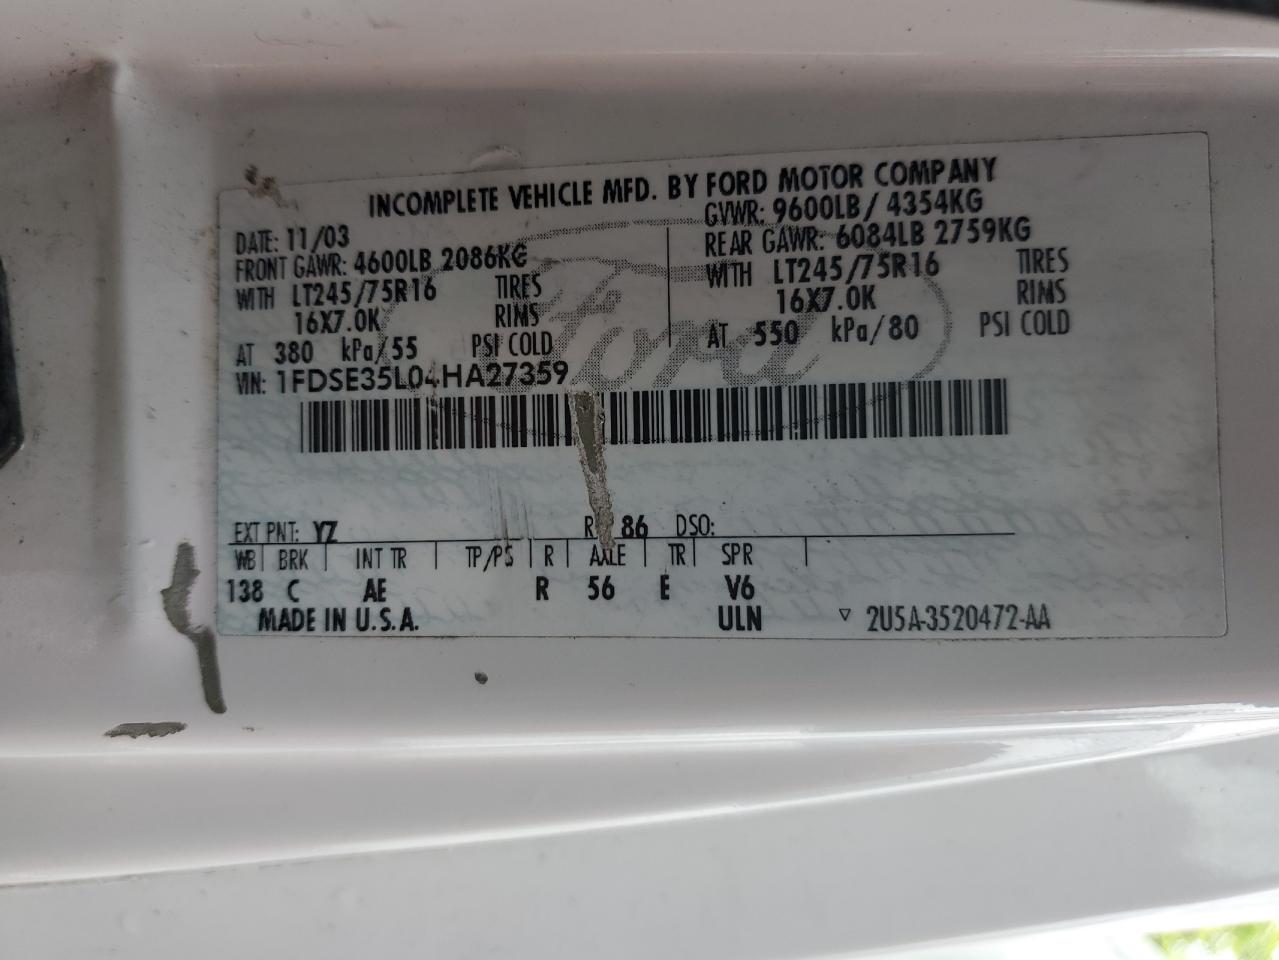 INCOMPLETE VEHICLE MFD. BY FORD MOTOR COMPANY
DATE: 11/03
GVWR: 9600LB / 4354KG
FRONT GAWR: 4600LB 2086KG
REAR GAWR: 6084LB 2759KG
WITH LT245/75R16 TIRES
WITH LT245/75R16 TIRES
16X7.0K RIMS
16X7.0K RIMS
AT 380 kPa/55 PSI COLD
AT 550 kPa/80 PSI COLD
VIN: 1FDSE35L04HA27359
Ford
EXT PNT: YZ 86 DSO:
WB BRK INT TR TP/PS R AXLE TR SPR
138 C AE R 56 E V6
MADE IN U.S.A. ULN ▽ 2U5A-3520472-AA